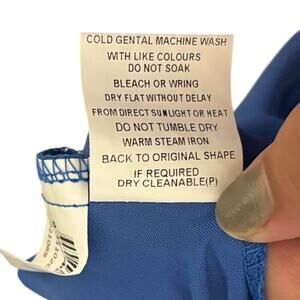 COLD GENTAL MACHINE WASH
WITH LIKE COLOURS
DO NOT SOAK
BLEACH OR WRING
DRY FLAT WITHOUT DELAY
FROM DIRECT SUNLIGHT OR HEAT
DO NOT TUMBLE DRY
WARM STEAM IRON
BACK TO ORIGINAL SHAPE
IF REQUIRED
DRY CLEANABLE(P)